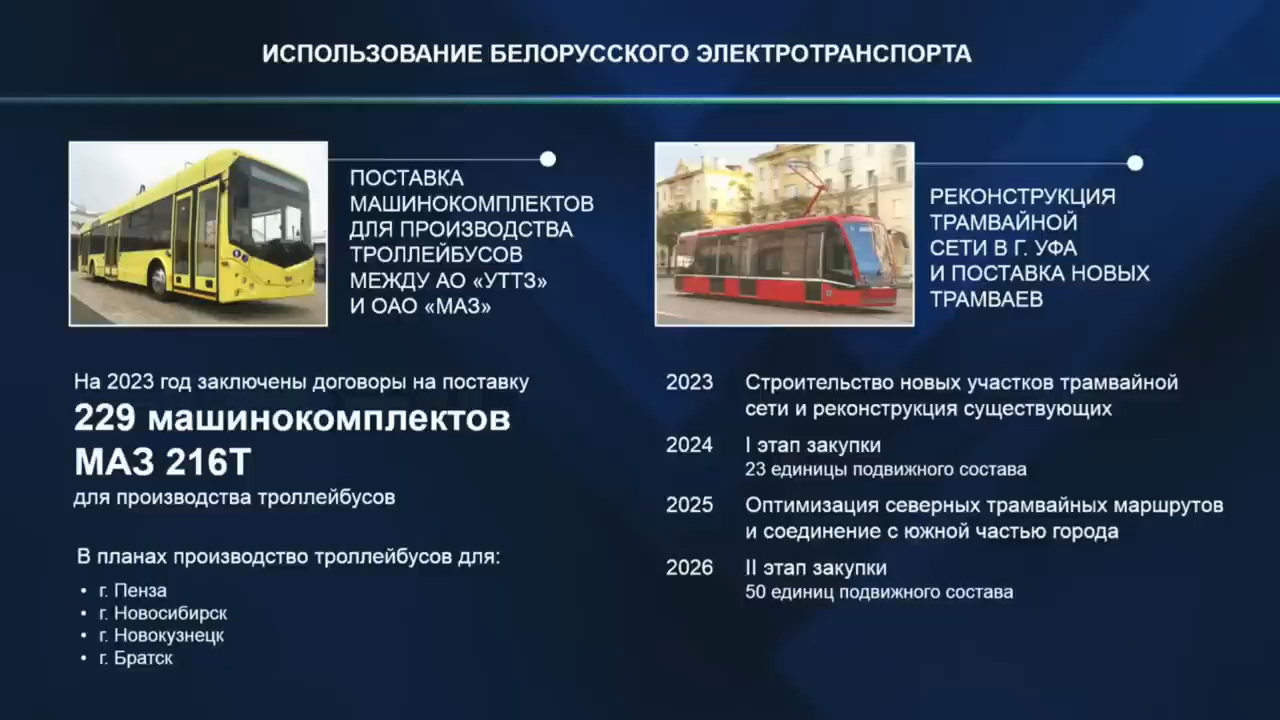 ИСПОЛЬЗОВАНИЕ БЕЛОРУССКОГО ЭЛЕКТРОТРАНСПОРТА
ПОСТАВКА
МАШИНОКОМПЛЕКТОВ
ДЛЯ ПРОИЗВОДСТВА
ТРОЛЛЕЙБУСОВ
МЕЖДУ АО «УТТЗ»
И ОАО «МАЗ»
На 2023 год заключены договоры на поставку
229 машинокомплектов
МАЗ 216Т
для производства троллейбусов
В планах производство троллейбусов для:
• г. Пенза
• г. Новосибирск
• г. Новокузнецк
• г. Братск
РЕКОНСТРУКЦИЯ
ТРАМВАЙНОЙ
СЕТИ В Г. УФА
И ПОСТАВКА НОВЫХ
ТРАМВАЕВ
2023 Строительство новых участков трамвайной
сети и реконструкция существующих
2024 I этап закупки
23 единицы подвижного состава
2025 Оптимизация северных трамвайных маршрутов
и соединение с южной частью города
2026 II этап закупки
50 единиц подвижного состава